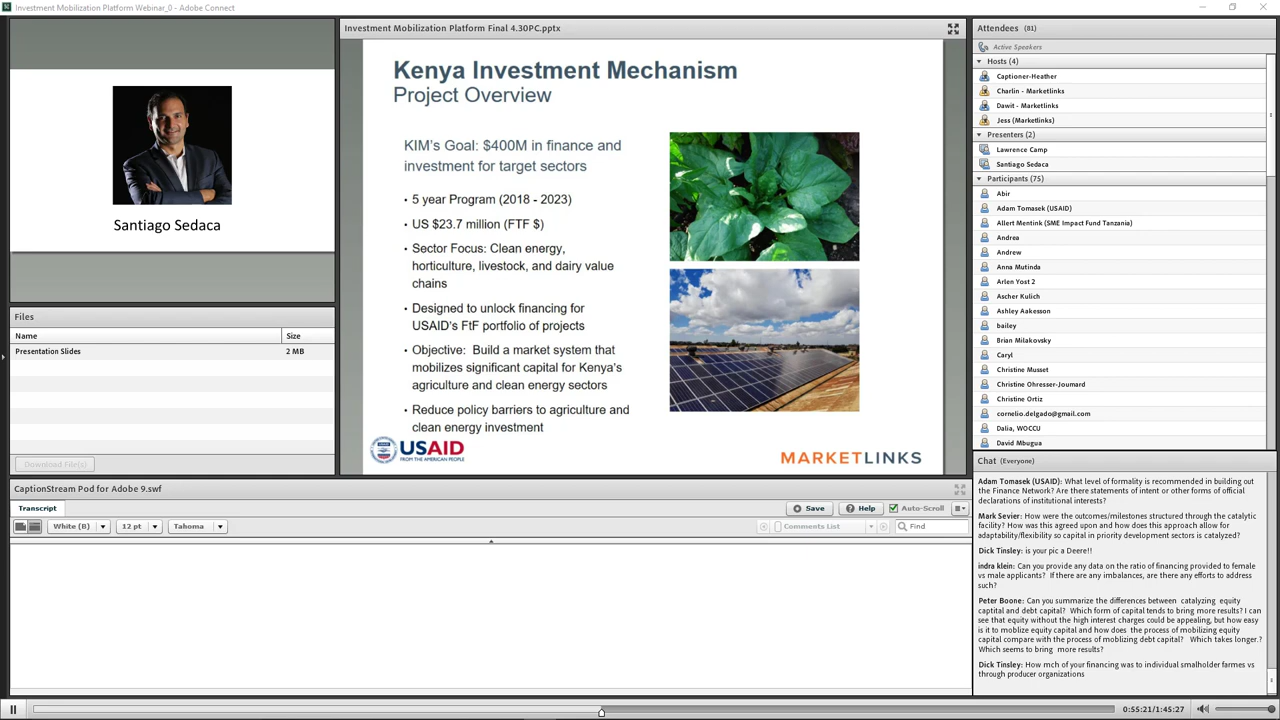 Investment Mobilization Platform Webinar_0 - Adobe Connect
Santiago Sedaca
Files
Name Size
Presentation Slides 2 MB
Download File(s)
Investment Mobilization Platform Final 4.30PC.pptx
Kenya Investment Mechanism
Project Overview
KIM's Goal: $400M in finance and
investment for target sectors
• 5 year Program (2018 - 2023)
• US $23.7 million (FTF $)
• Sector Focus: Clean energy,
horticulture, livestock, and dairy value
chains
• Designed to unlock financing for
USAID's FtF portfolio of projects
• Objective: Build a market system that
mobilizes significant capital for Kenya's
agriculture and clean energy sectors
• Reduce policy barriers to agriculture and
clean energy investment
USAID
FROM THE AMERICAN PEOPLE
MARKETLINKS
Attendees (81)
Active Speakers
Hosts (4)
Captioner-Heather
Charlin - Marketlinks
Dawit - Marketlinks
Jess (Marketlinks)
Presenters (2)
Lawrence Camp
Santiago Sedaca
Participants (75)
Abir
Adam Tomasek (USAID)
Allert Mentink (SME Impact Fund Tanzania)
Andrea
Andrew
Anna Mutinda
Arlen Yost 2
Ascher Kulich
Ashley Aakesson
bailey
Brian Milakovsky
Caryl
Christine Musset
Christine Ohresser-Joumard
Christine Ortiz
cornelio.delgado@gmail.com
Dalia, WOCCU
David Mbugua
CaptionStream Pod for Adobe 9.swf
Transcript
Save Help Auto-Scroll
White (B) 12 pt Tahoma Comments List Find
Chat (Everyone)
Adam Tomasek (USAID): What level of formality is recommended in building out
the Finance Network? Are there statements of intent or other forms of official
declarations of institutional interests?
Mark Sevier: How were the outcomes/milestones structured through the catalytic
facility? How was this agreed upon and how does this approach allow for
adaptability/flexibility so capital in priority development sectors is catalyzed?
Dick Tinsley: is your pic a Deere!!
indra klein: Can you provide any data on the ratio of financing provided to female
vs male applicants? If there are any imbalances, are there any efforts to address
such?
Peter Boone: Can you summarize the differences between catalyzing equity
captital and debt capital? Which form of capital tends to bring more results? I can
see that equity without the high interest charges could be appealing, but how easy
is it to moblize equity capital and how does the process of mobilizing equity
capital compare with the process of moblizing debt capital? Which takes longer.?
Which seems to bring more results?
Dick Tinsley: How mch of your financing was to individual smalholder farmes vs
through producer organizations
0:55:21/1:45:27